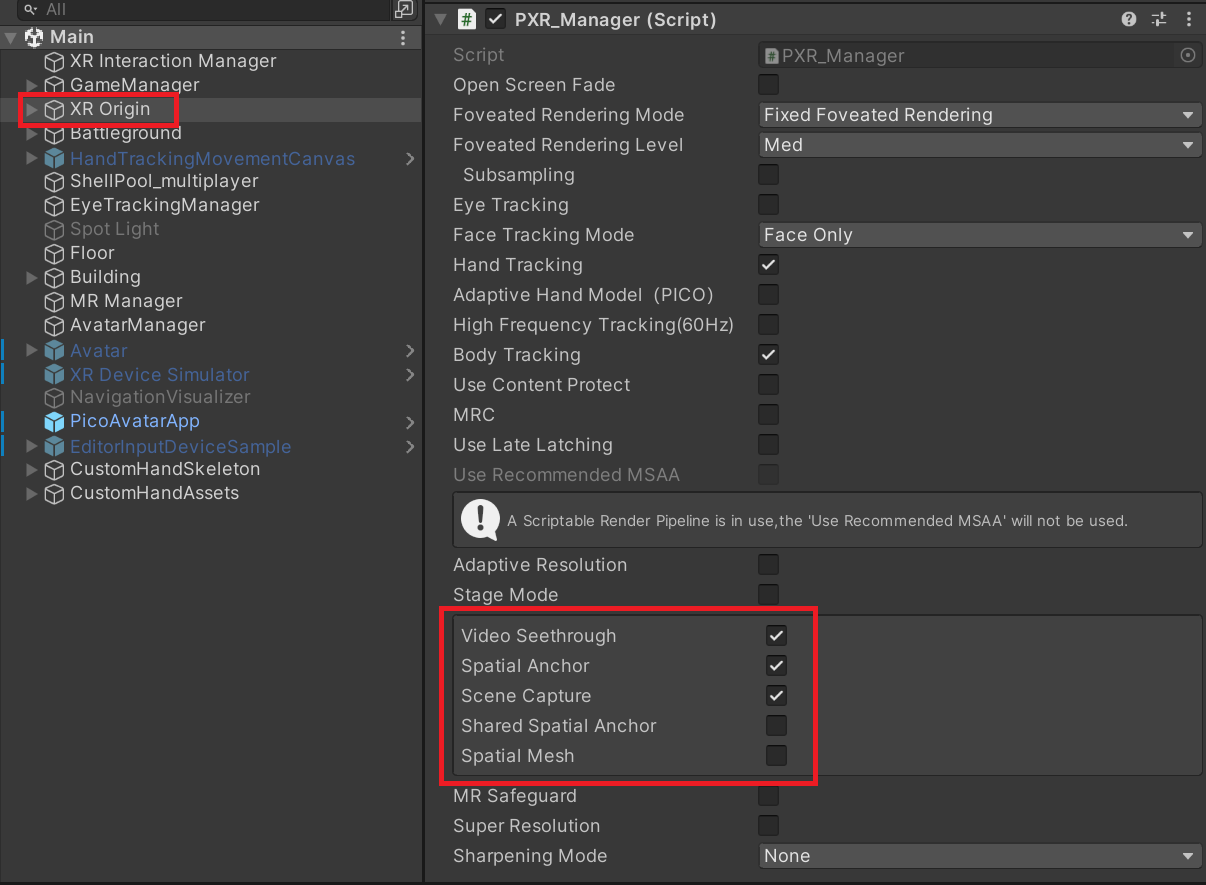 All
Main
XR Interaction Manager
GameManager
XR Origin
Battleground
HandTrackingMovementCanvas
ShellPool_multiplayer
EyeTrackingManager
Spot Light
Floor
Building
MR Manager
AvatarManager
Avatar
XR Device Simulator
NavigationVisualizer
PicoAvatarApp
EditorInputDeviceSample
CustomHandSkeleton
CustomHandAssets
# PXR_Manager (Script)
Script # PXR_Manager
Open Screen Fade
Foveated Rendering Mode Fixed Foveated Rendering
Foveated Rendering Level Med
Subsampling
Eye Tracking
Face Tracking Mode Face Only
Hand Tracking
Adaptive Hand Model（PICO）
High Frequency Tracking(60Hz)
Body Tracking
Use Content Protect
MRC
Use Late Latching
Use Recommended MSAA
A Scriptable Render Pipeline is in use,the 'Use Recommended MSAA' will not be used.
Adaptive Resolution
Stage Mode
Video Seethrough
Spatial Anchor
Scene Capture
Shared Spatial Anchor
Spatial Mesh
MR Safeguard
Super Resolution
Sharpening Mode None